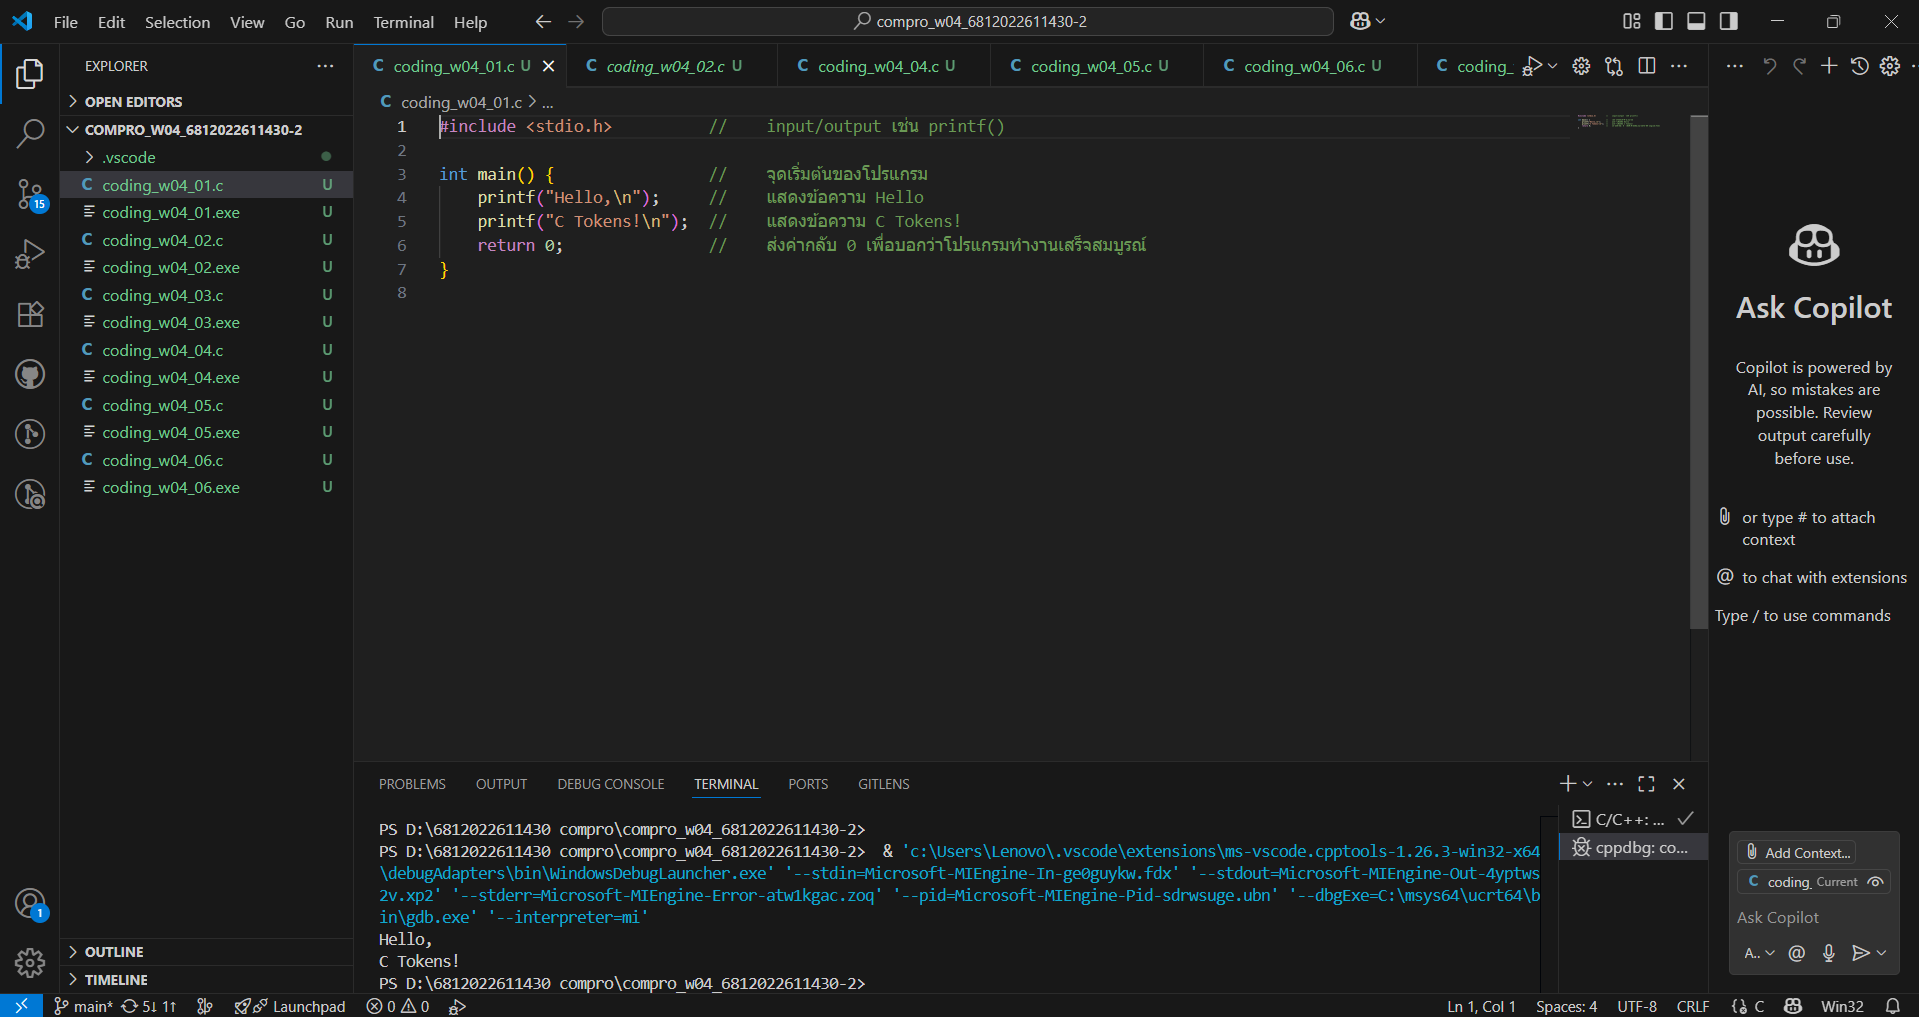 File Edit Selection View Go Run Terminal Help
compro_w04_6812022611430-2
EXPLORER
OPEN EDITORS
COMPRO_W04_6812022611430-2
.vscode
C coding_w04_01.c U
coding_w04_01.exe U
C coding_w04_02.c U
coding_w04_02.exe U
C coding_w04_03.c U
coding_w04_03.exe U
C coding_w04_04.c U
coding_w04_04.exe U
C coding_w04_05.c U
coding_w04_05.exe U
C coding_w04_06.c U
coding_w04_06.exe U
OUTLINE
TIMELINE
15
1
C coding_w04_01.c U
C coding_w04_02.c U
C coding_w04_04.c U
C coding_w04_05.c U
C coding_w04_06.c U
C coding_
C coding_w04_01.c > ...
1 #include <stdio.h> // input/output เช่น printf()
2
3 int main() { // จุดเริ่มต้นของโปรแกรม
4 printf("Hello,\n"); // แสดงข้อความ Hello
5 printf("C Tokens!\n"); // แสดงข้อความ C Tokens!
6 return 0; // ส่งค่ากลับ 0 เพื่อบอกว่าโปรแกรมทำงานเสร็จสมบูรณ์
7 }
8
PROBLEMS OUTPUT DEBUG CONSOLE TERMINAL PORTS GITLENS
PS D:\6812022611430 compro\compro_w04_6812022611430-2>
PS D:\6812022611430 compro\compro_w04_6812022611430-2> & 'c:\Users\Lenovo\.vscode\extensions\ms-vscode.cpptools-1.26.3-win32-x64
\debugAdapters\bin\WindowsDebugLauncher.exe' '--stdin=Microsoft-MIEngine-In-ge0guykw.fdx' '--stdout=Microsoft-MIEngine-Out-4yptws
2v.xp2' '--stderr=Microsoft-MIEngine-Error-atw1kgac.zoq' '--pid=Microsoft-MIEngine-Pid-sdrwsuge.ubn' '--dbgExe=C:\msys64\ucrt64\b
in\gdb.exe' '--interpreter=mi'
Hello,
C Tokens!
PS D:\6812022611430 compro\compro_w04_6812022611430-2>
C/C++: ...
cppdbg: co...
Ask Copilot
Copilot is powered by
AI, so mistakes are
possible. Review
output carefully
before use.
or type # to attach
context
@ to chat with extensions
Type / to use commands
Add Context...
C coding_ Current
Ask Copilot
A..
main* 5↓ 1↑ Launchpad 0 0
Ln 1, Col 1 Spaces: 4 UTF-8 CRLF {} C Win32